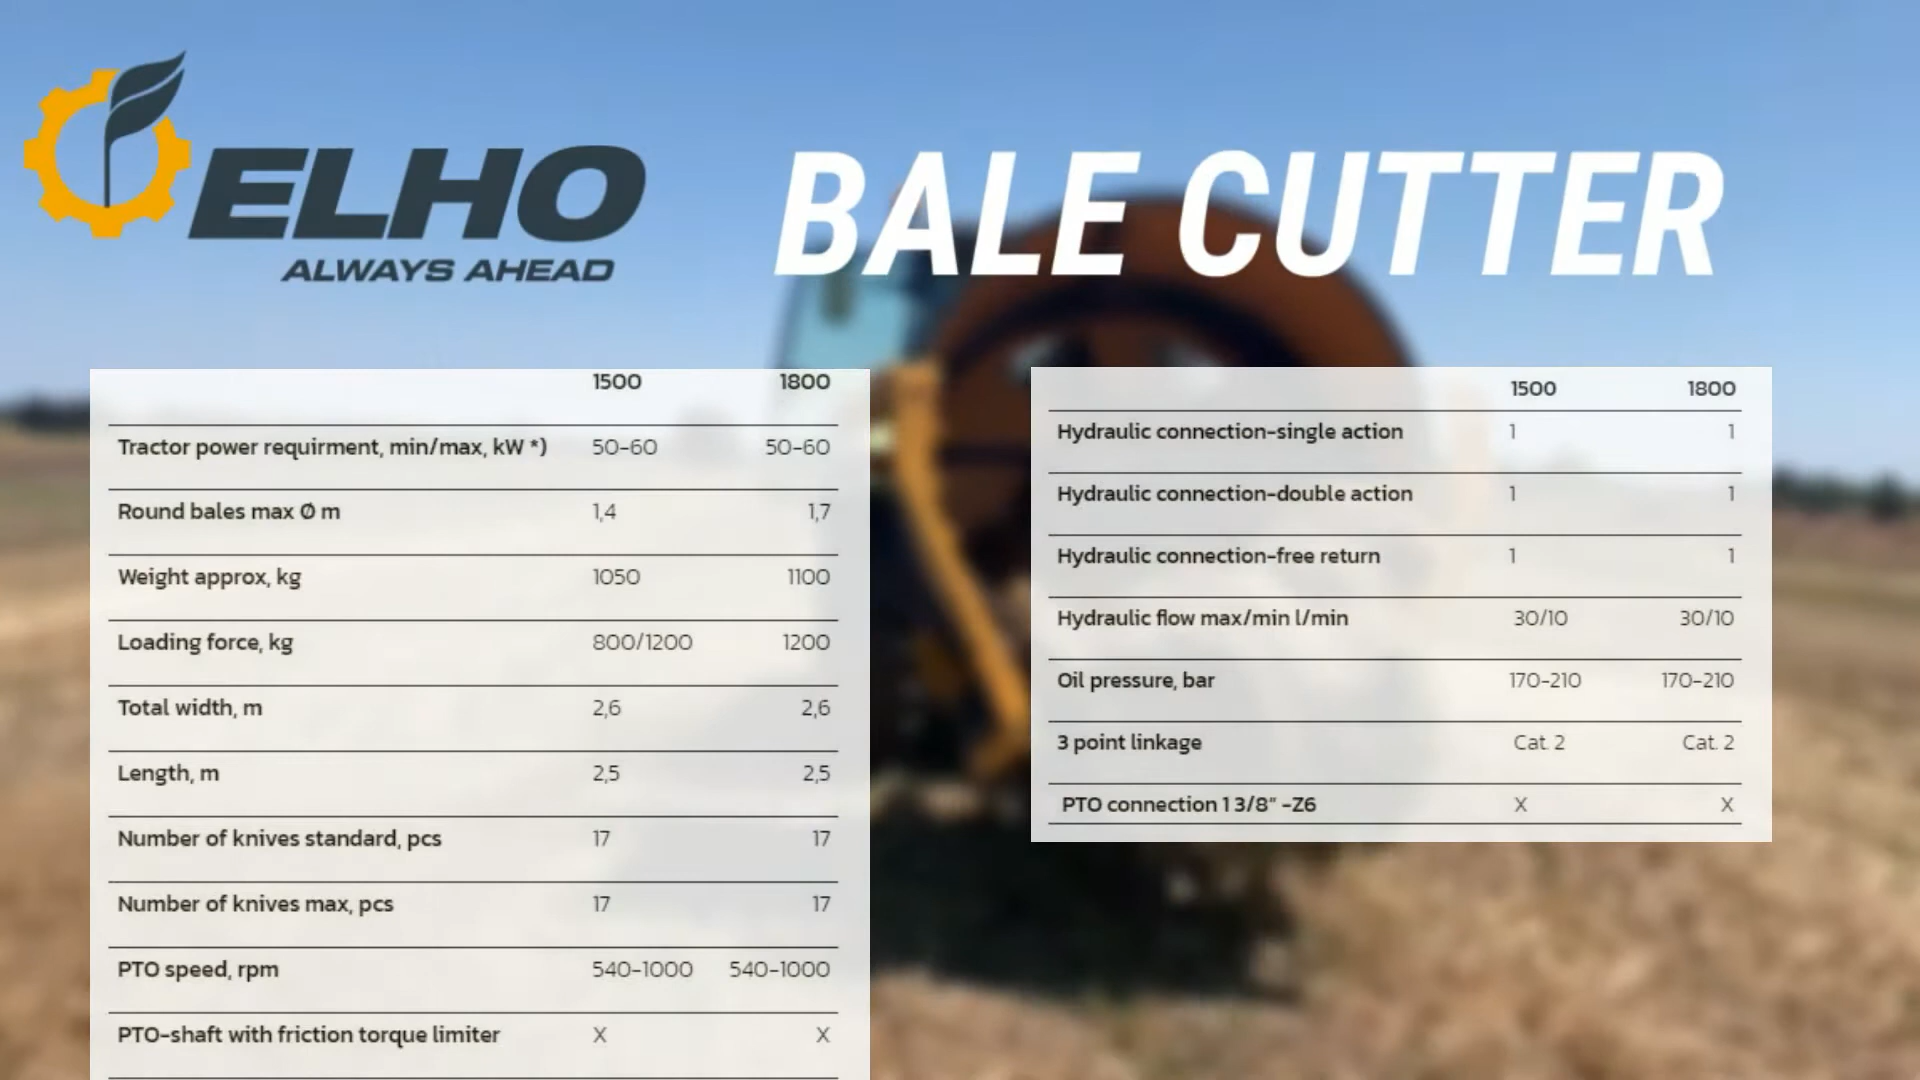 ELHO
ALWAYS AHEAD
BALE CUTTER
1500 1800
Tractor power requirment, min/max, kW *) 50-60 50-60
Round bales max Ø m 1,4 1,7
Weight approx, kg 1050 1100
Loading force, kg 800/1200 1200
Total width, m 2,6 2,6
Length, m 2,5 2,5
Number of knives standard, pcs 17 17
Number of knives max, pcs 17 17
PTO speed, rpm 540-1000 540-1000
PTO-shaft with friction torque limiter X X
1500 1800
Hydraulic connection-single action 1 1
Hydraulic connection-double action 1 1
Hydraulic connection-free return 1 1
Hydraulic flow max/min l/min 30/10 30/10
Oil pressure, bar 170-210 170-210
3 point linkage Cat. 2 Cat. 2
PTO connection 1 3/8” -Z6 X X